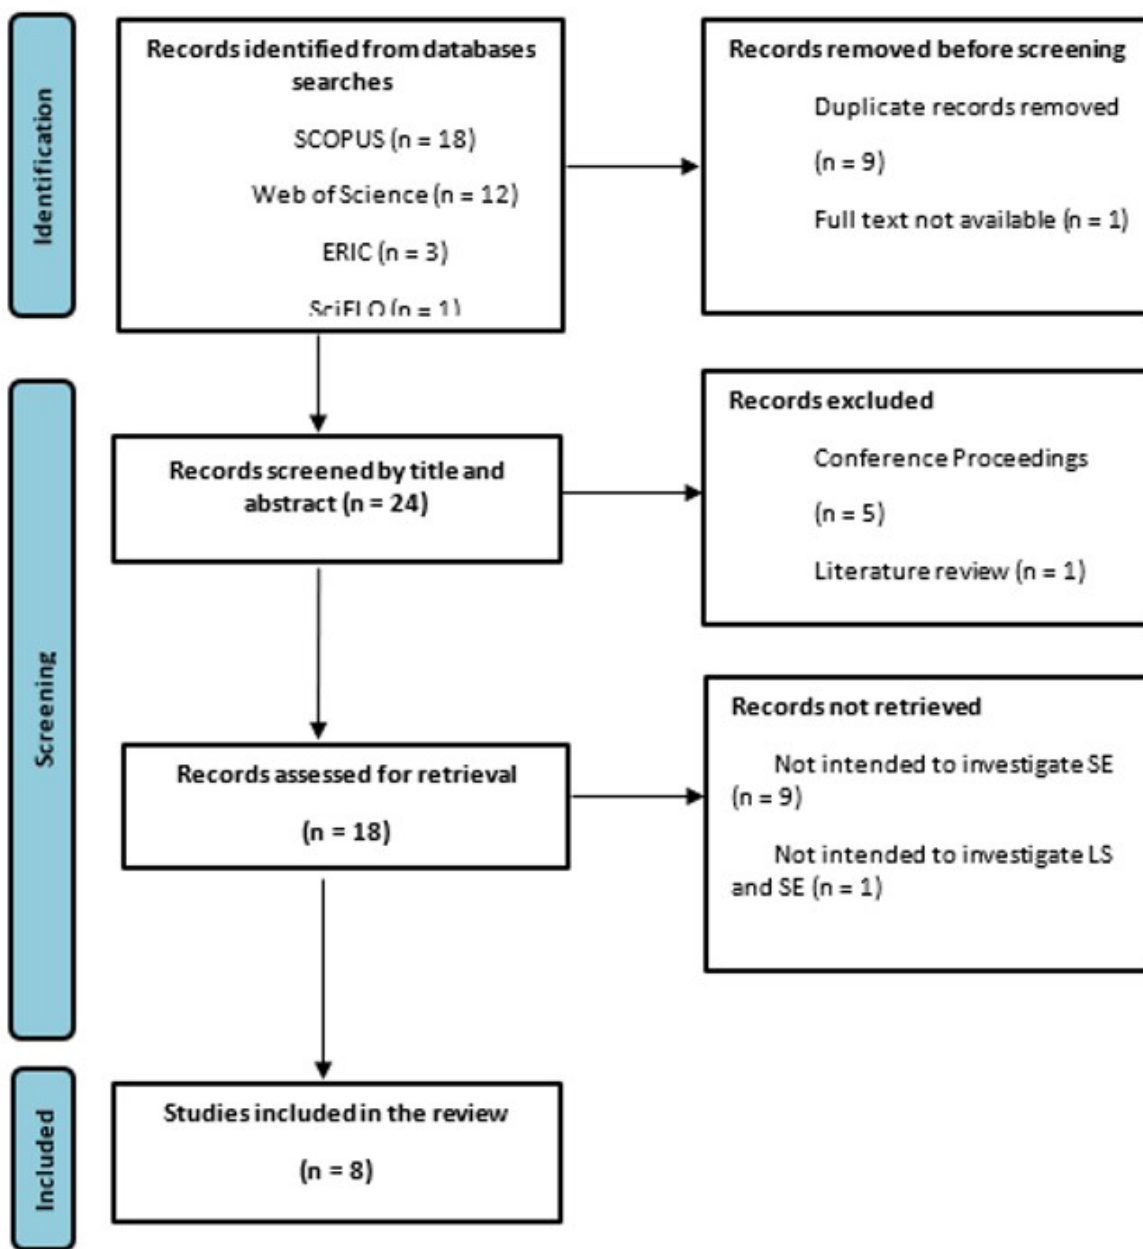 Identification
Records identified from databases
searches
SCOPUS (n = 18)
Web of Science (n = 12)
ERIC (n = 3)
SciELO (n = 1)
Records removed before screening
Duplicate records removed
(n = 9)
Full text not available (n = 1)
Screening
Records screened by title and
abstract (n = 24)
Records excluded
Conference Proceedings
(n = 5)
Literature review (n = 1)
Records assessed for retrieval
(n = 18)
Records not retrieved
Not intended to investigate SE
(n = 9)
Not intended to investigate LS
and SE (n = 1)
Included
Studies included in the review
(n = 8)